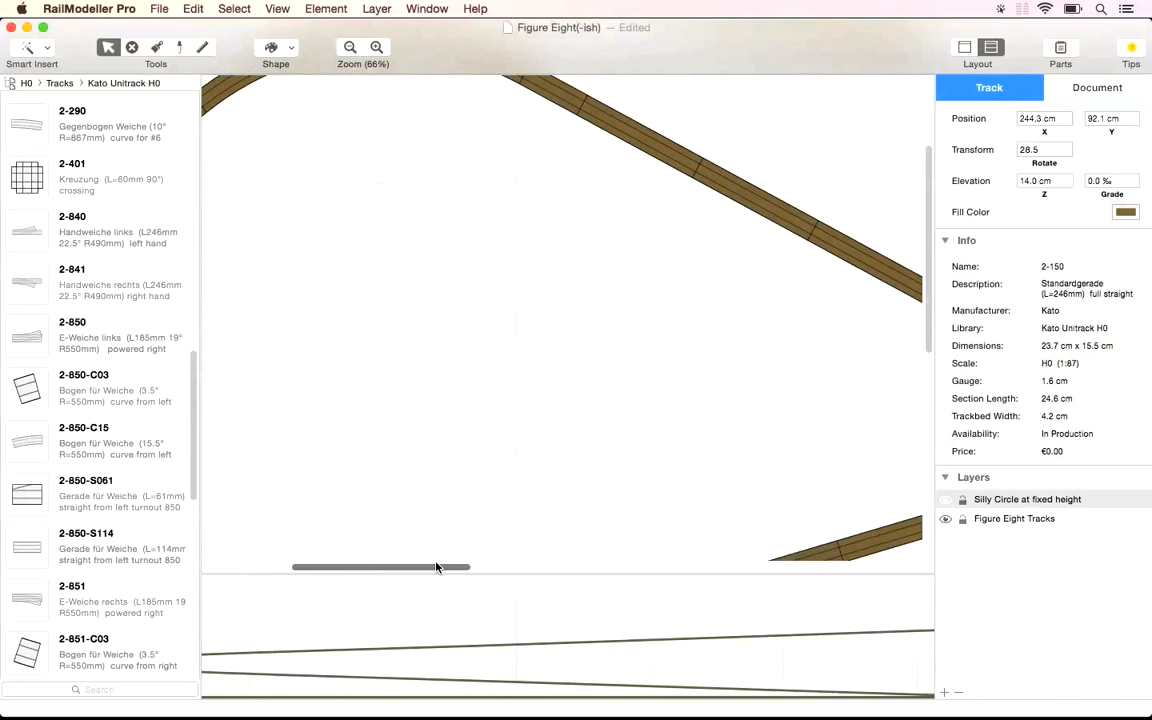 RailModeller Pro File Edit Select View Element Layer Window Help
Figure Eight(-ish) — Edited
Smart Insert Tools Shape Zoom (66%) Layout Parts Tips
H0 Tracks Kato Unitrack H0
2-290
Gegenbogen Weiche (10°
R=867mm) curve for #6
2-401
Kreuzung (L=60mm 90°)
crossing
2-840
Handweiche links (L246mm
22.5° R490mm) left hand
2-841
Handweiche rechts (L246mm
22.5° R490mm) right hand
2-850
E-Weiche links (L185mm 19°
R550mm) powered right
2-850-C03
Bogen für Weiche (3.5°
R=550mm) curve from left
2-850-C15
Bogen für Weiche (15.5°
R=550mm) curve from left
2-850-S061
Gerade für Weiche (L=61mm)
straight from left turnout 850
2-850-S114
Gerade für Weiche (L=114mm
straight from left turnout 850
2-851
E-Weiche rechts (L185mm 19
R550mm) powered right
2-851-C03
Bogen für Weiche (3.5°
R=550mm) curve from right
Search
Track Document
Position 244.3 cm 92.1 cm
X Y
Transform 28.5
Rotate
Elevation 14.0 cm 0.0 ‰
Z Grade
Fill Color
Info
Name: 2-150
Description: Standardgerade
(L=246mm) full straight
Manufacturer: Kato
Library: Kato Unitrack H0
Dimensions: 23.7 cm x 15.5 cm
Scale: H0 (1:87)
Gauge: 1.6 cm
Section Length: 24.6 cm
Trackbed Width: 4.2 cm
Availability: In Production
Price: €0.00
Layers
Silly Circle at fixed height
Figure Eight Tracks